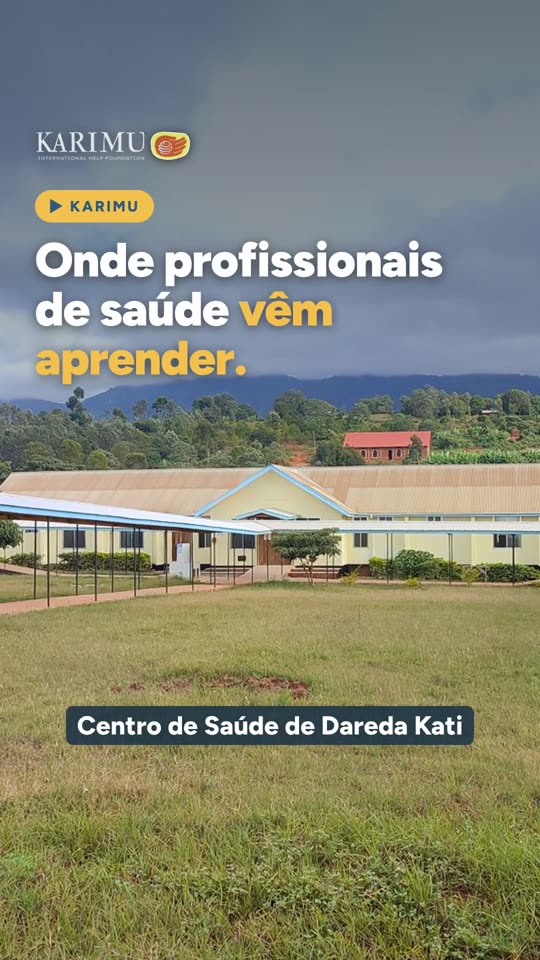 KARIMU
INTERNATIONAL HELP FOUNDATION
KARIMU
Onde profissionais
de saúde vêm
aprender.
Centro de Saúde de Dareda Kati